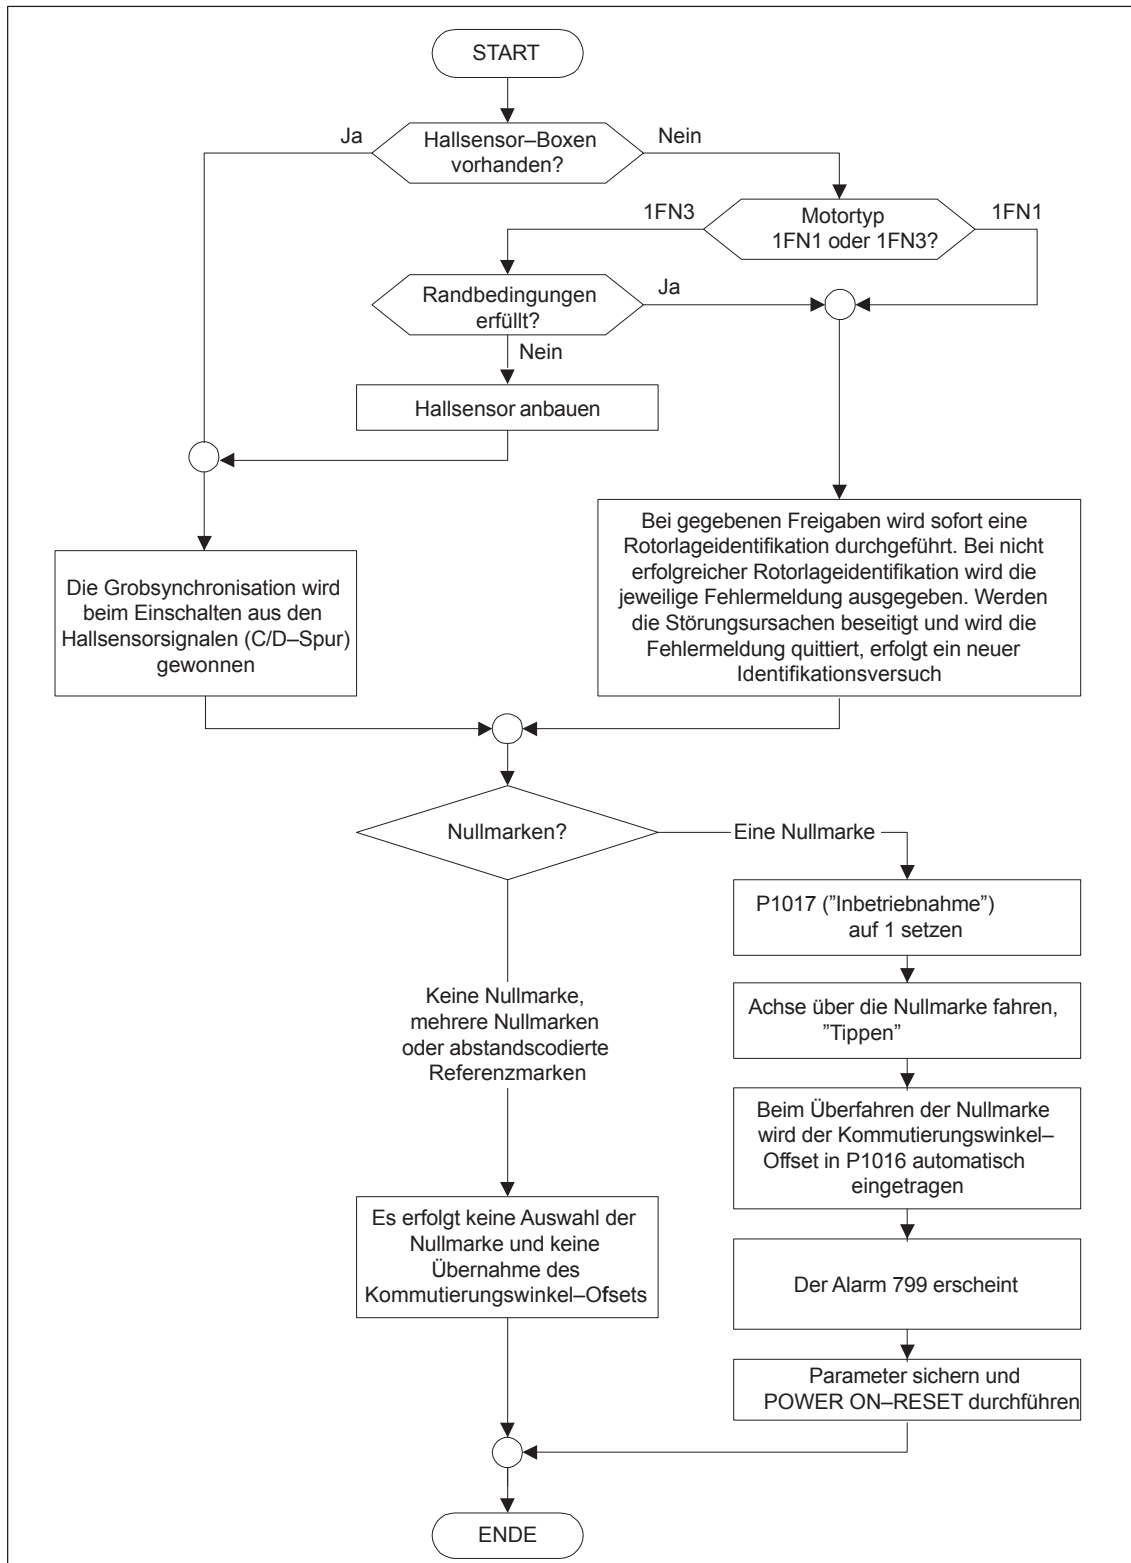 START
Ja
Hallsensor–Boxen
vorhanden?
Nein
1FN3
Motortyp
1FN1 oder 1FN3?
1FN1
Randbedingungen
erfüllt?
Ja
Nein
Hallsensor anbauen
Die Grobsynchronisation wird
beim Einschalten aus den
Hallsensorsignalen (C/D–Spur)
gewonnen
Bei gegebenen Freigaben wird sofort eine
Rotorlageidentifikation durchgeführt. Bei nicht
erfolgreicher Rotorlageidentifikation wird die
jeweilige Fehlermeldung ausgegeben. Werden
die Störungsursachen beseitigt und wird die
Fehlermeldung quittiert, erfolgt ein neuer
Identifikationsversuch
Nullmarken?
Eine Nullmarke
P1017 (”Inbetriebnahme”)
auf 1 setzen
Achse über die Nullmarke fahren,
”Tippen”
Beim Überfahren der Nullmarke
wird der Kommutierungswinkel–
Offset in P1016 automatisch
eingetragen
Der Alarm 799 erscheint
Parameter sichern und
POWER ON–RESET durchführen
Keine Nullmarke,
mehrere Nullmarken
oder abstandscodierte
Referenzmarken
Es erfolgt keine Auswahl der
Nullmarke und keine
Übernahme des
Kommutierungswinkel–Ofsets
ENDE